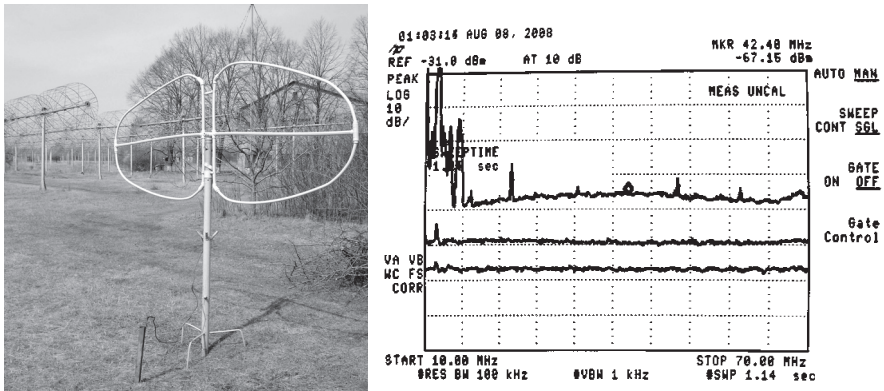 01:03:16 AUG 08, 2008
REF -31.0 dBm AT 10 dB
MKR 42.40 MHz
-67.15 dBm
PEAK
LOG
10
dB/
MEAS UNCAL
SWEEPTIME
sec
VA VB
WC FS
CORR
AUTO MAN
SWEEP
CONT SGL
GATE
ON OFF
Gate
Control
START 10.00 MHz STOP 70.00 MHz
#RES BW 100 kHz #VBW 1 kHz #SWP 1.14 sec